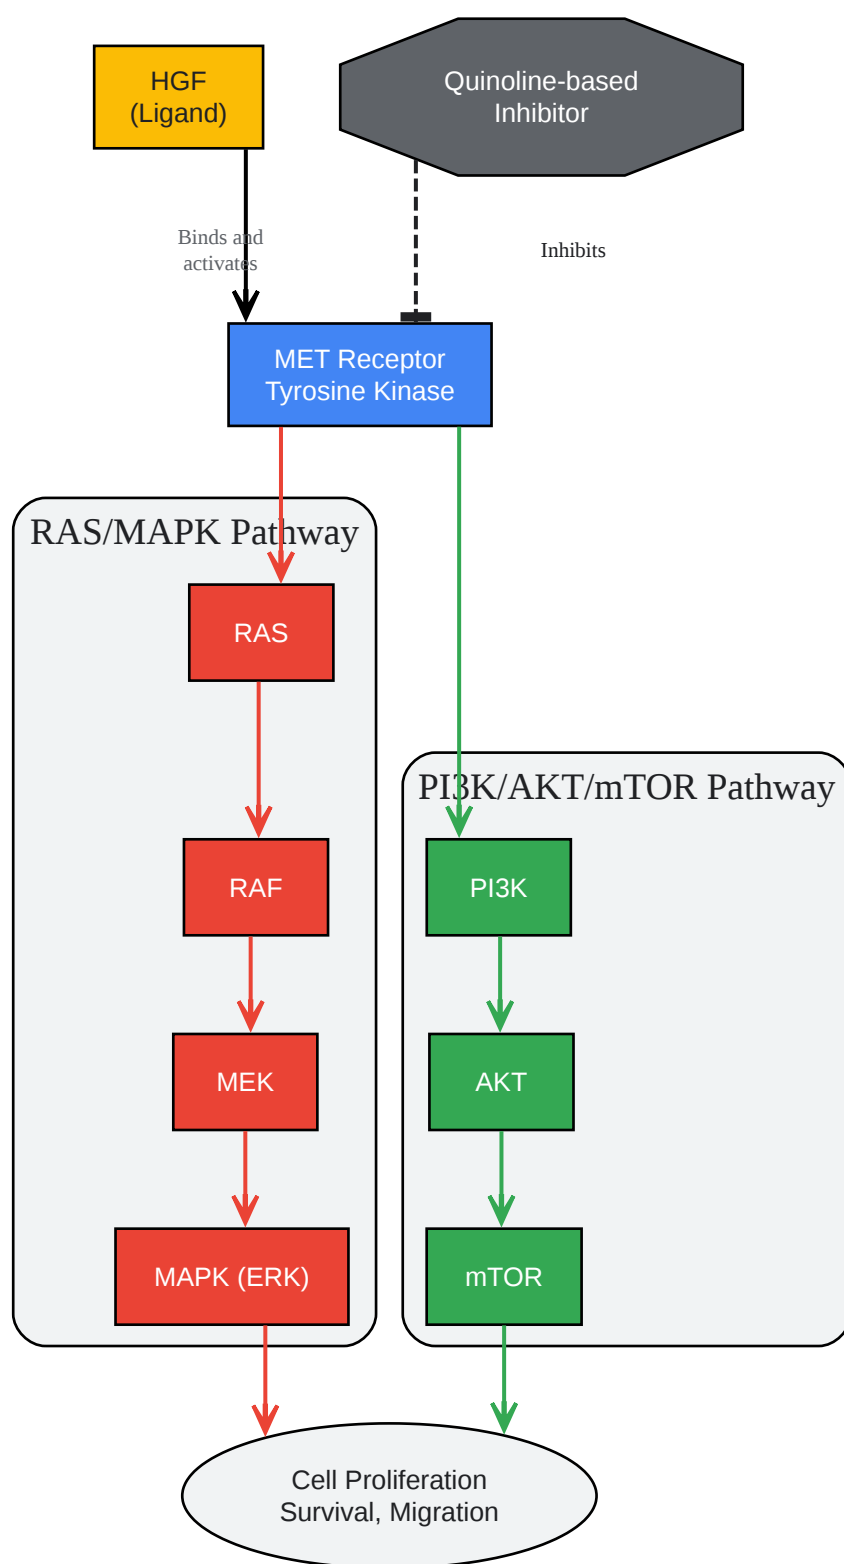 HGF
(Ligand)
Quinoline-based
Inhibitor
Binds and
activates
Inhibits
MET Receptor
Tyrosine Kinase
RAS/MAPK Pathway
RAS
PI3K/AKT/mTOR Pathway
RAF
PI3K
MEK
AKT
MAPK (ERK)
mTOR
Cell Proliferation
Survival, Migration